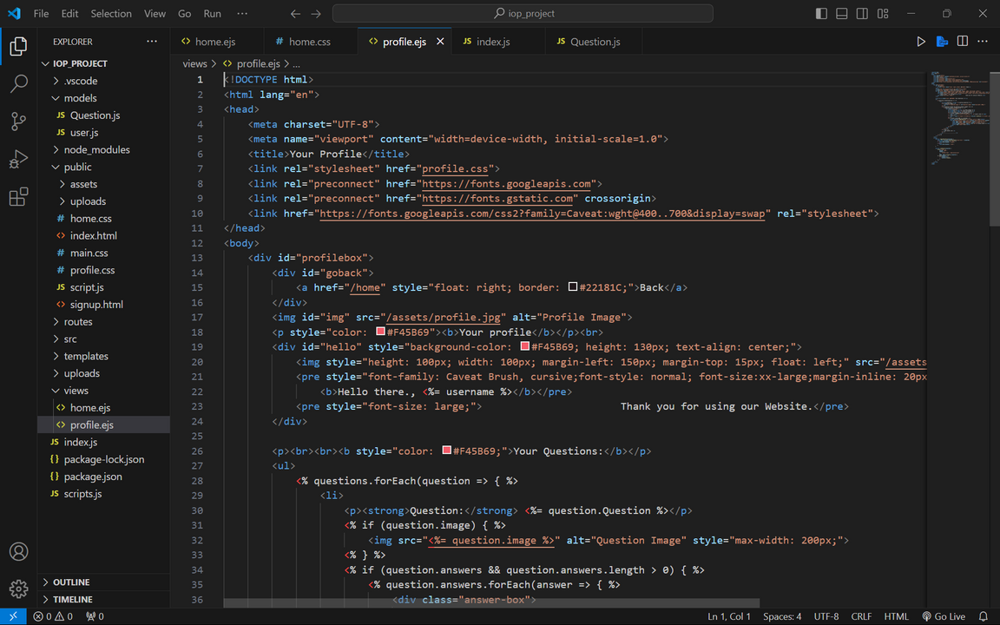 File Edit Selection View Go Run ··· iop_project
EXPLORER ···
IOP_PROJECT
.vscode
models
JS Question.js
JS user.js
node_modules
public
assets
uploads
# home.css
<> index.html
# main.css
# profile.css
JS script.js
<> signup.html
routes
src
templates
uploads
views
<> home.ejs
<> profile.ejs
JS index.js
{} package-lock.json
{} package.json
JS scripts.js
OUTLINE
TIMELINE
<> home.ejs # home.css <> profile.ejs JS index.js JS Question.js
views > <> profile.ejs > ...
1 <!DOCTYPE html>
2 <html lang="en">
3 <head>
4 <meta charset="UTF-8">
5 <meta name="viewport" content="width=device-width, initial-scale=1.0">
6 <title>Your Profile</title>
7 <link rel="stylesheet" href="profile.css">
8 <link rel="preconnect" href="https://fonts.googleapis.com">
9 <link rel="preconnect" href="https://fonts.gstatic.com" crossorigin>
10 <link href="https://fonts.googleapis.com/css2?family=Caveat:wght@400..700&display=swap" rel="stylesheet">
11 </head>
12 <body>
13 <div id="profilebox">
14 <div id="goback">
15 <a href="/home" style="float: right; border: #22181C;">Back</a>
16 </div>
17 <img id="img" src="/assets/profile.jpg" alt="Profile Image">
18 <p style="color: #F45B69"><b>Your profile</b></p><br>
19 <div id="hello" style="background-color: #F45B69; height: 130px; text-align: center;">
20 <img style="height: 100px; width: 100px; margin-left: 150px; margin-top: 15px; float: left;" src="/assets
21 <pre style="font-family: Caveat Brush, cursive;font-style: normal; font-size:xx-large;margin-inline: 20px
22 <b>Hello there., <%= username %></b></pre>
23 <pre style="font-size: large;"> Thank you for using our Website.</pre>
24 </div>
25
26 <p><br><br><b style="color: #F45B69;">Your Questions:</b></p>
27 <ul>
28 <% questions.forEach(question => { %>
29 <li>
30 <p><strong>Question:</strong> <%= question.Question %></p>
31 <% if (question.image) { %>
32 <img src="<%= question.image %>" alt="Question Image" style="max-width: 200px;">
33 <% } %>
34 <% if (question.answers && question.answers.length > 0) { %>
35 <% question.answers.forEach(answer => { %>
36 <div class="answer-box">
0 0 0 Ln 1, Col 1 Spaces: 4 UTF-8 CRLF HTML Go Live